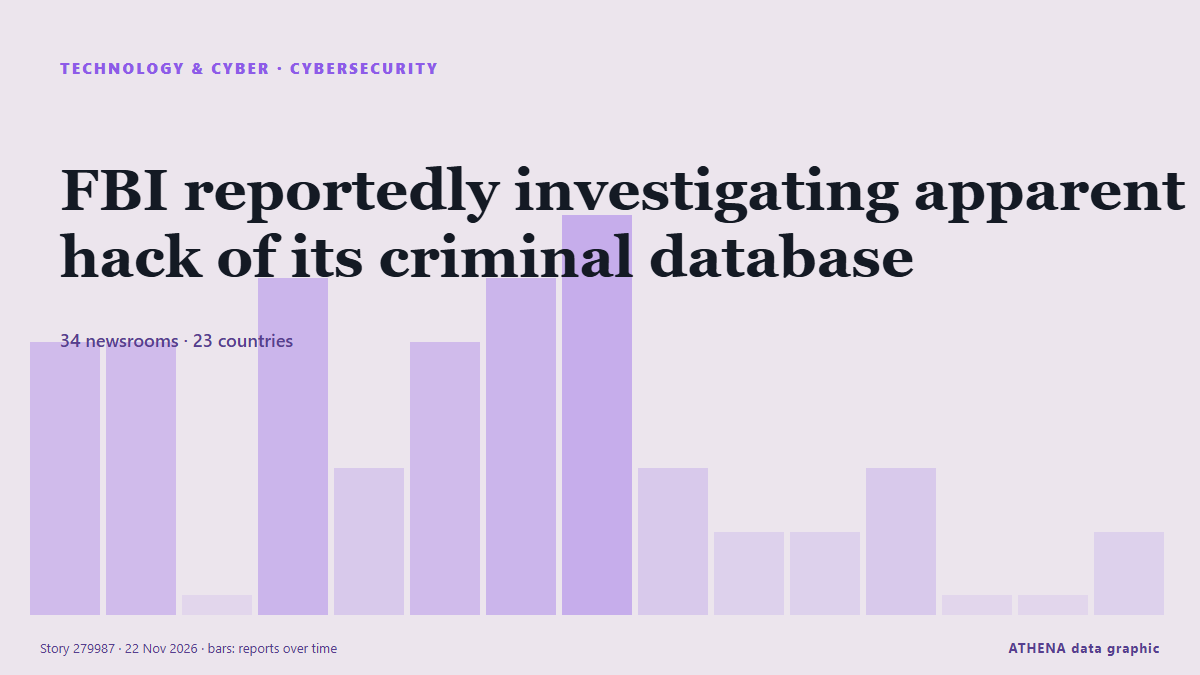 TECHNOLOGY & CYBER · CYBERSECURITY
FBI reportedly investigating apparent
hack of its criminal database
34 newsrooms · 23 countries
Story 279987 · 22 Nov 2026 · bars: reports over time
ATHENA data graphic